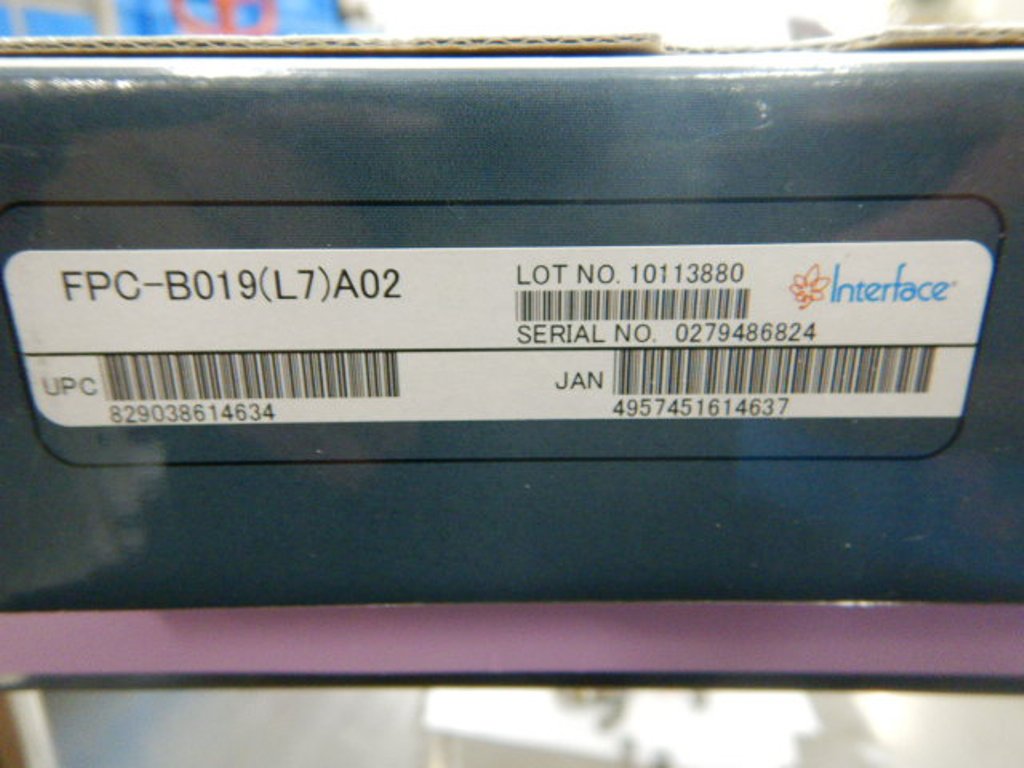 FPC-B019(L7)A02
LOT NO. 10113880
Interface
SERIAL NO. 0279486824
UPC
829038614634
JAN
4957451614637